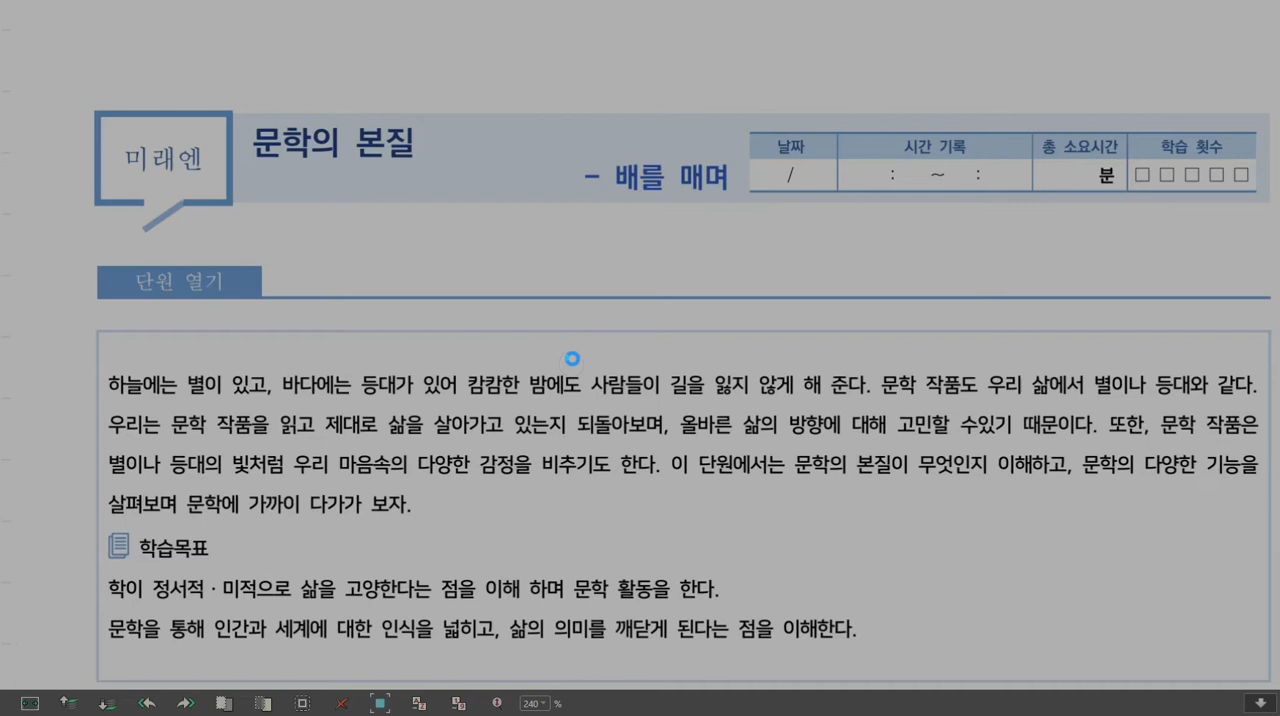 미래엔
문학의 본질
- 배를 매며
날짜 시간 기록 총 소요시간 학습 횟수
/ : ~ : 분 □ □ □ □ □
단원 열기
하늘에는 별이 있고, 바다에는 등대가 있어 캄캄한 밤에도 사람들이 길을 잃지 않게 해 준다. 문학 작품도 우리 삶에서 별이나 등대와 같다.
우리는 문학 작품을 읽고 제대로 삶을 살아가고 있는지 되돌아보며, 올바른 삶의 방향에 대해 고민할 수있기 때문이다. 또한, 문학 작품은
별이나 등대의 빛처럼 우리 마음속의 다양한 감정을 비추기도 한다. 이 단원에서는 문학의 본질이 무엇인지 이해하고, 문학의 다양한 기능을
살펴보며 문학에 가까이 다가가 보자.
학습목표
학이 정서적·미적으로 삶을 고양한다는 점을 이해 하며 문학 활동을 한다.
문학을 통해 인간과 세계에 대한 인식을 넓히고, 삶의 의미를 깨닫게 된다는 점을 이해한다.
240 %